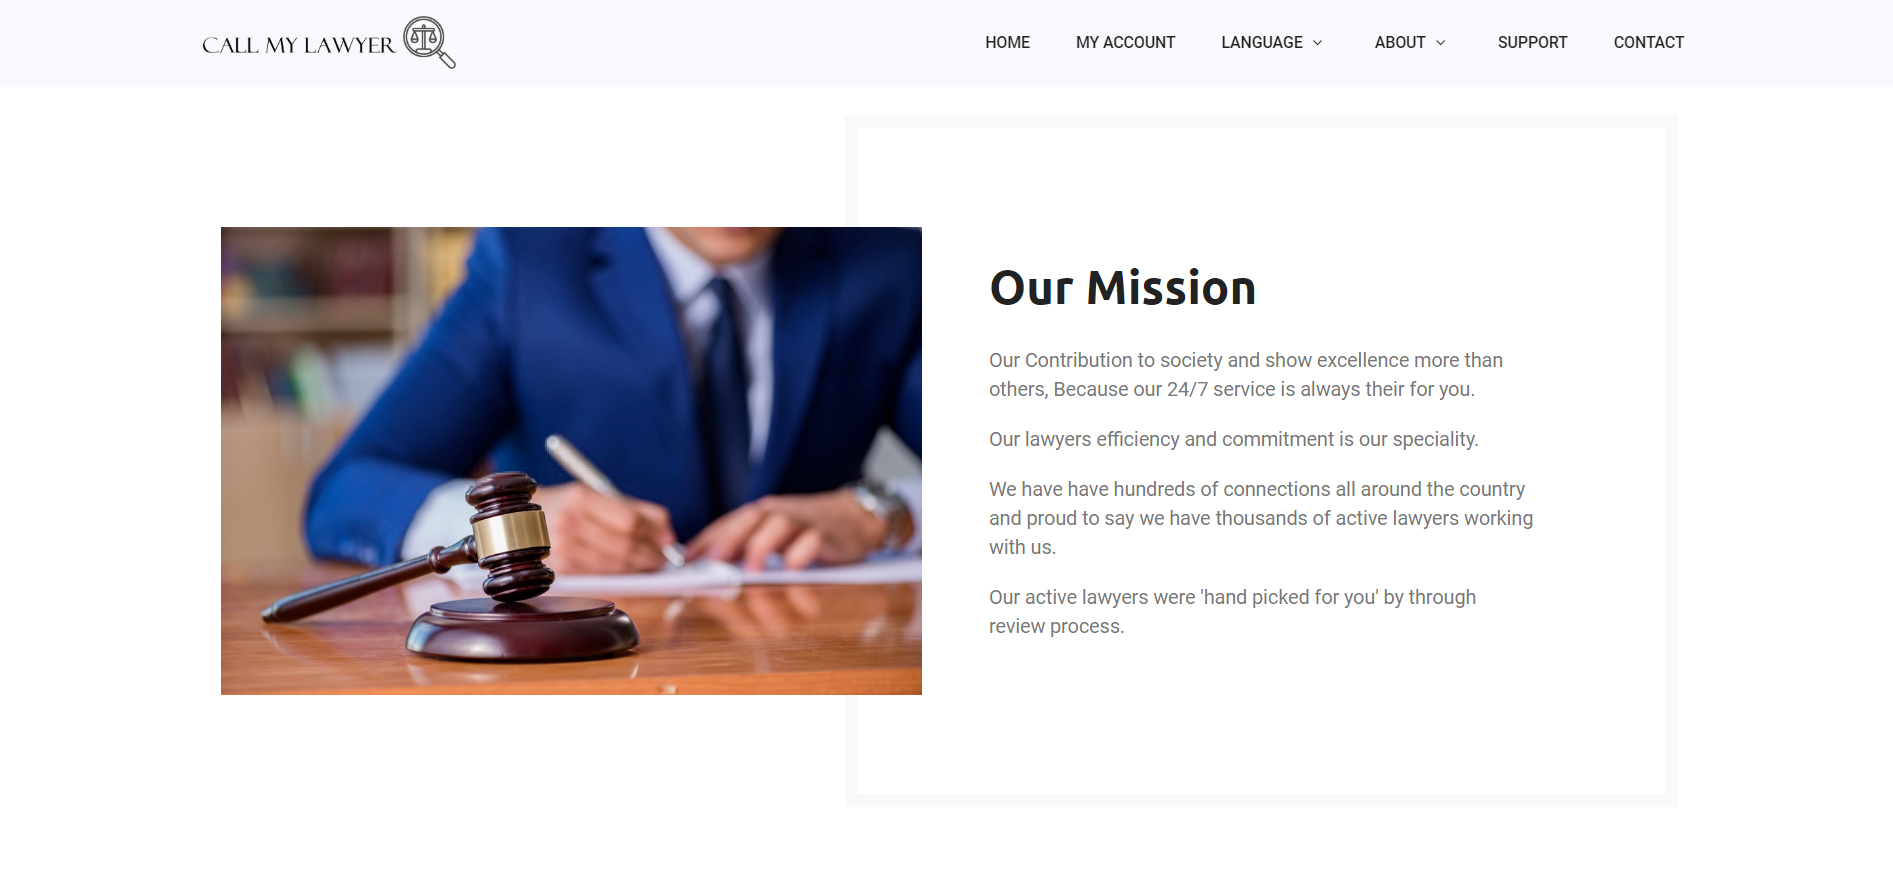 CALL MY LAWYER
HOME
MY ACCOUNT
LANGUAGE
ABOUT
SUPPORT
CONTACT
Our Mission
Our Contribution to society and show excellence more than
others, Because our 24/7 service is always their for you.
Our lawyers efficiency and commitment is our speciality.
We have have hundreds of connections all around the country
and proud to say we have thousands of active lawyers working
with us.
Our active lawyers were 'hand picked for you' by through
review process.